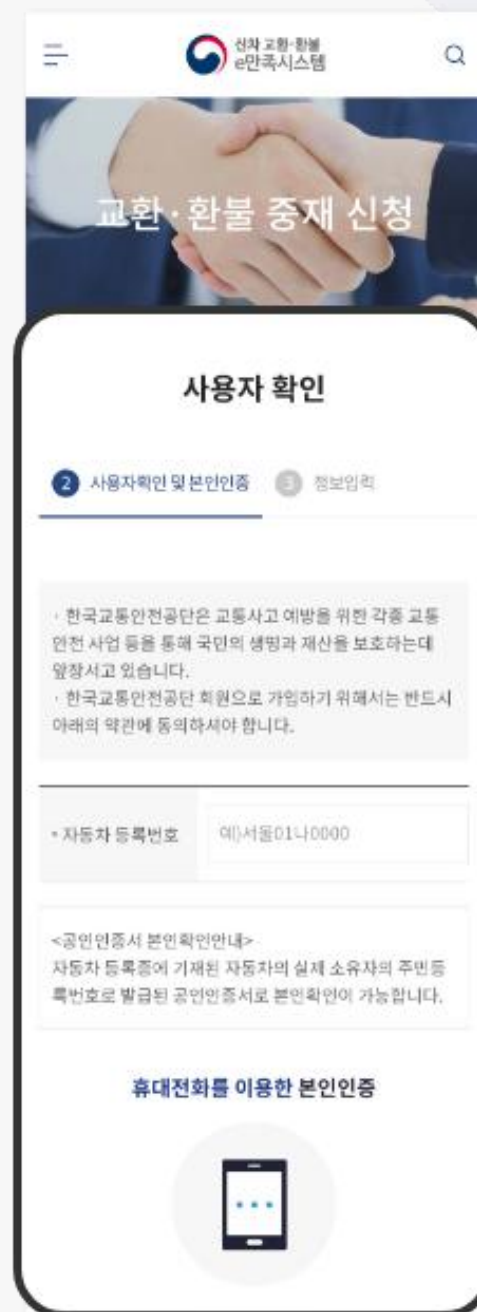 신차 교환·환불
e만족시스템
교환·환불 중재 신청
사용자 확인
2 사용자확인 및 본인인증
3 정보입력
· 한국교통안전공단은 교통사고 예방을 위한 각종 교통
안전 사업 등을 통해 국민의 생명과 재산을 보호하는데
앞장서고 있습니다.
· 한국교통안전공단 회원으로 가입하기 위해서는 반드시
아래의 약관에 동의하셔야 합니다.
• 자동차 등록번호
예)서울01나0000
<공인인증서 본인확인안내>
자동차 등록증에 기재된 자동차의 실제 소유자의 주민등
록번호로 발급된 공인인증서로 본인확인이 가능합니다.
휴대전화를 이용한 본인인증